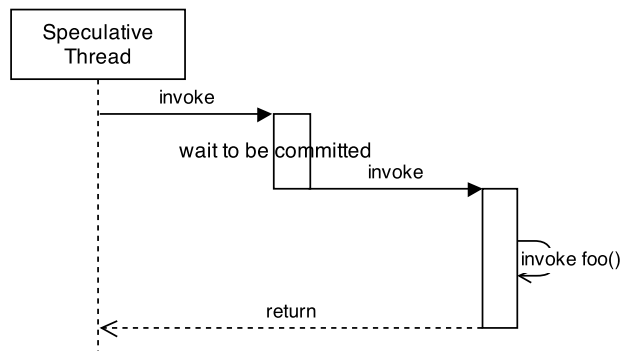 Speculative
Thread
invoke
wait to be committed
invoke
invoke foo()
return